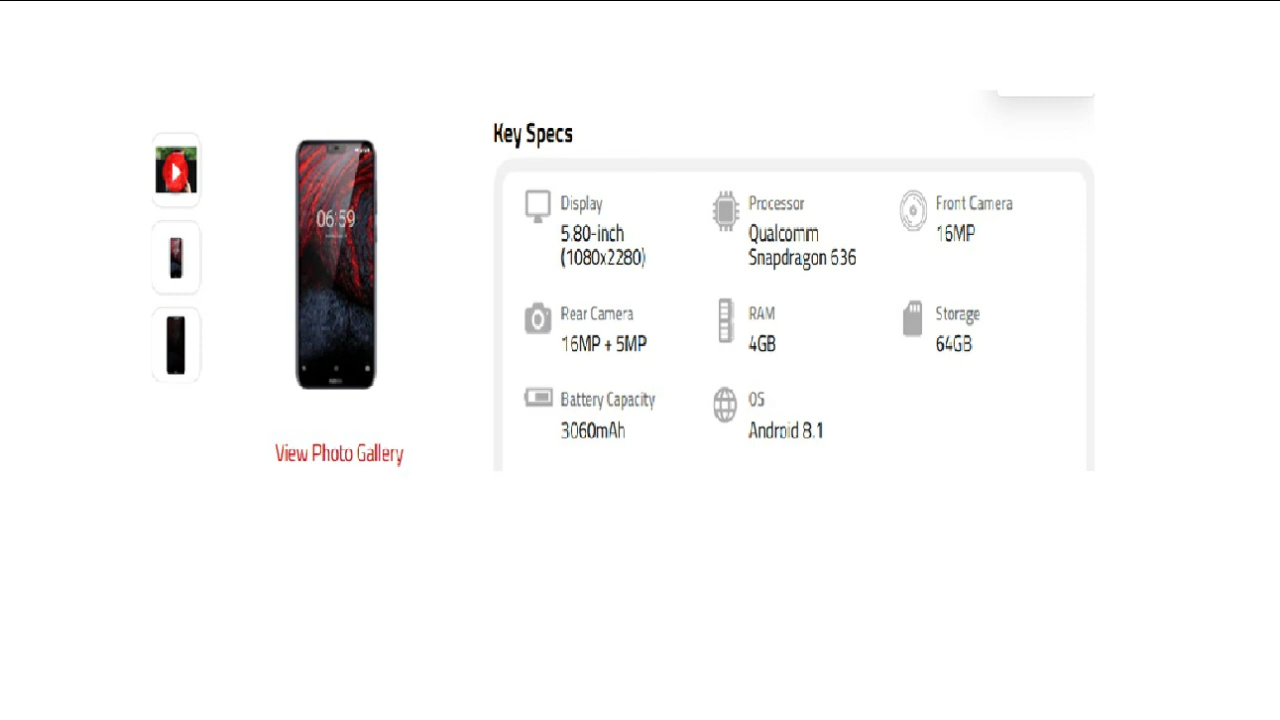 Key Specs
Display
5.80-inch
(1080x2280)
Processor
Qualcomm
Snapdragon 636
Front Camera
16MP
Rear Camera
16MP + 5MP
RAM
4GB
Storage
64GB
Battery Capacity
3060mAh
OS
Android 8.1
06:59
View Photo Gallery